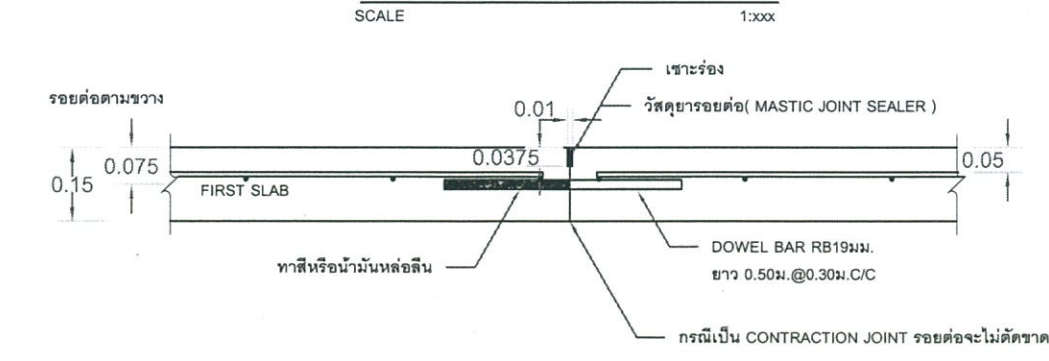 SCALE 1:xxx
เซาะร่อง
รอยต่อตามขวาง
0.01
วัสดุยารอยต่อ( MASTIC JOINT SEALER )
0.075
0.0375
0.05
0.15
FIRST SLAB
DOWEL BAR RB19มม.
ทาสีหรือน้ำมันหล่อลื่น
ยาว 0.50ม.@0.30ม.C/C
กรณีเป็น CONTRACTION JOINT รอยต่อจะไม่ตัดขาด